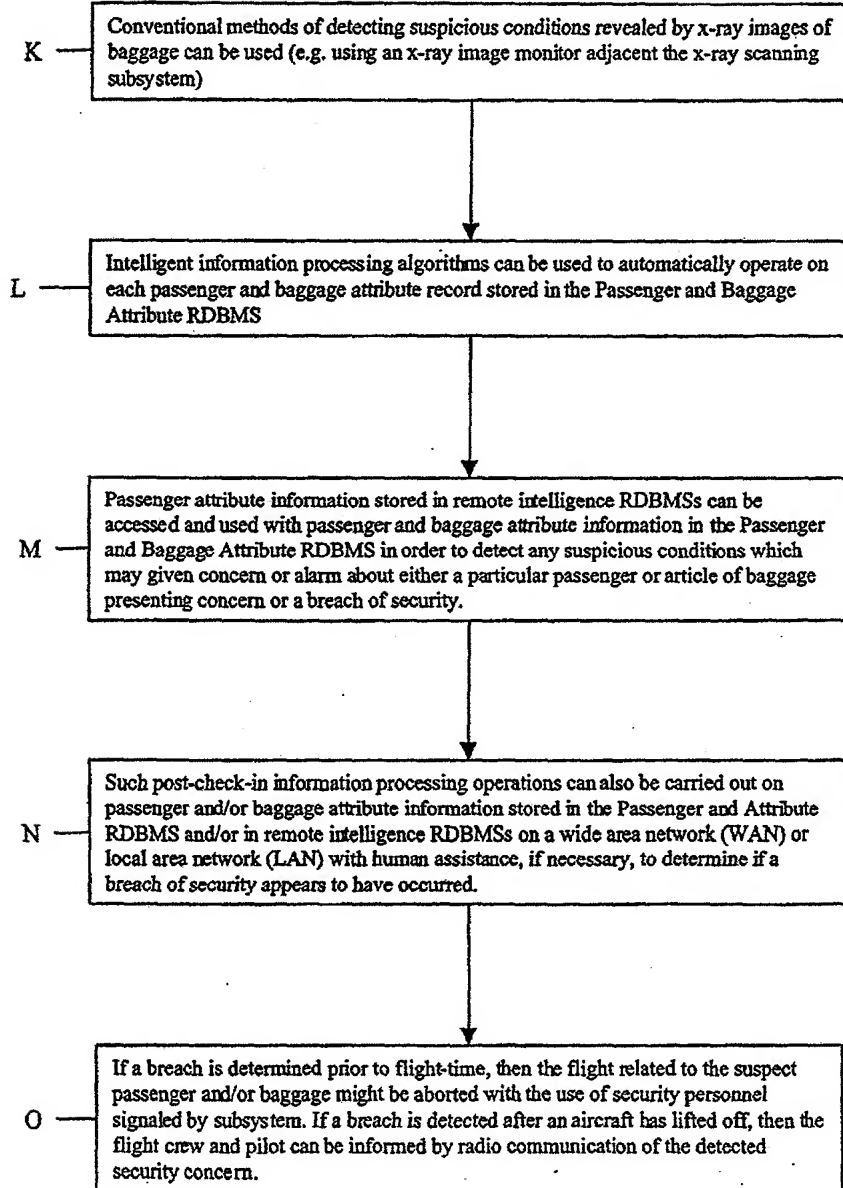 Conventional methods of detecting suspicious conditions revealed by x-ray images of
K
baggage can be used (e.g. using an x-ray image monitor adjacent the x-ray scanning
subsystem)
Intelligent information processing algorithms can be used to automatically operate on
L
each passenger and baggage attribute record stored in the Passenger and Baggage
Attribute RDBMS
Passenger attribute information stored in remote intelligence RDBMSs can be
accessed and used with passenger and baggage attribute information in the Passenger
M
and Baggage Attribute RDBMS in order to detect any suspicious conditions which
may given concern or alarm about either a particular passenger or article of baggage
presenting concern or a breach of security.
Such post-check-in information processing operations can also be carried out on
passenger and/or baggage attribute information stored in the Passenger and Attribute
N
RDBMS and/or in remote intelligence RDBMSs on a wide area network (WAN) or
local area network (LAN) with human assistance, if necessary, to determine if a
breach of security appears to have occurred.
If a breach is determined prior to flight-time, then the flight related to the suspect
passenger and/or baggage might be aborted with the use of security personnel
O
signaled by subsystem. If a breach is detected after an aircraft has lifted off, then the
flight crew and pilot can be informed by radio communication of the detected
security concern.